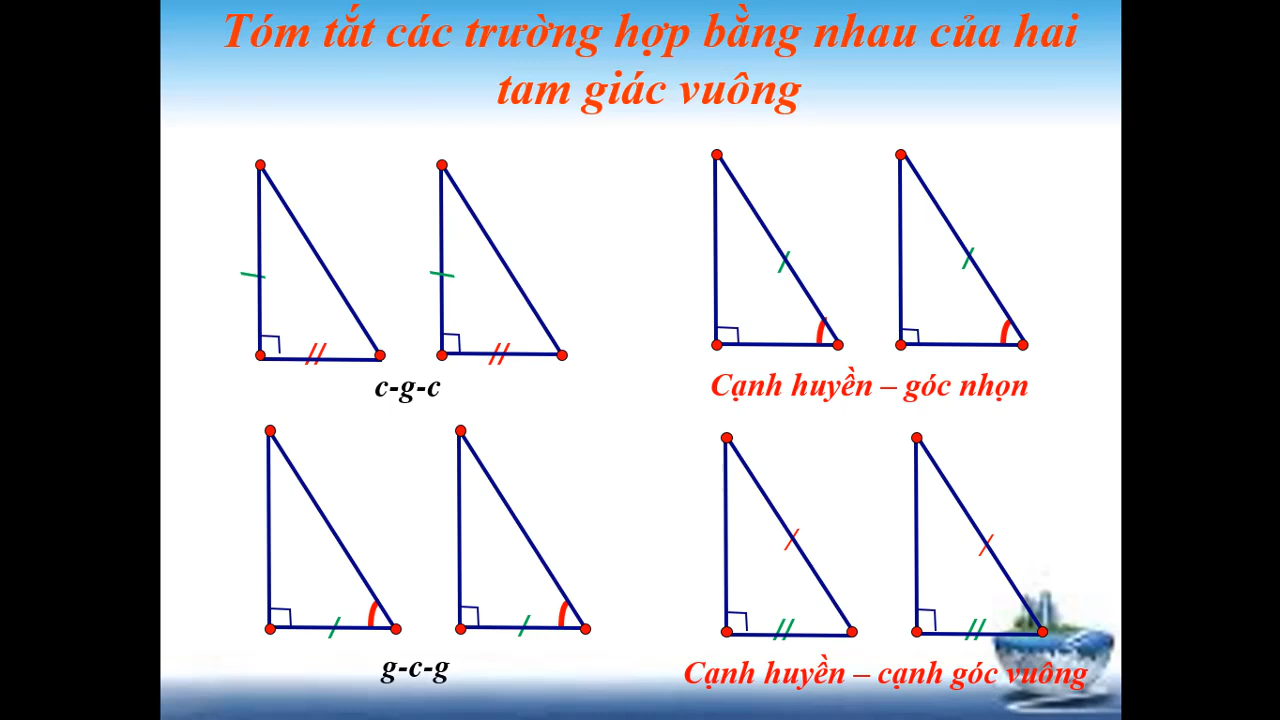 Tóm tắt các trường hợp bằng nhau của hai
tam giác vuông
c-g-c
Cạnh huyền – góc nhọn
g-c-g
Cạnh huyền – cạnh góc vuông